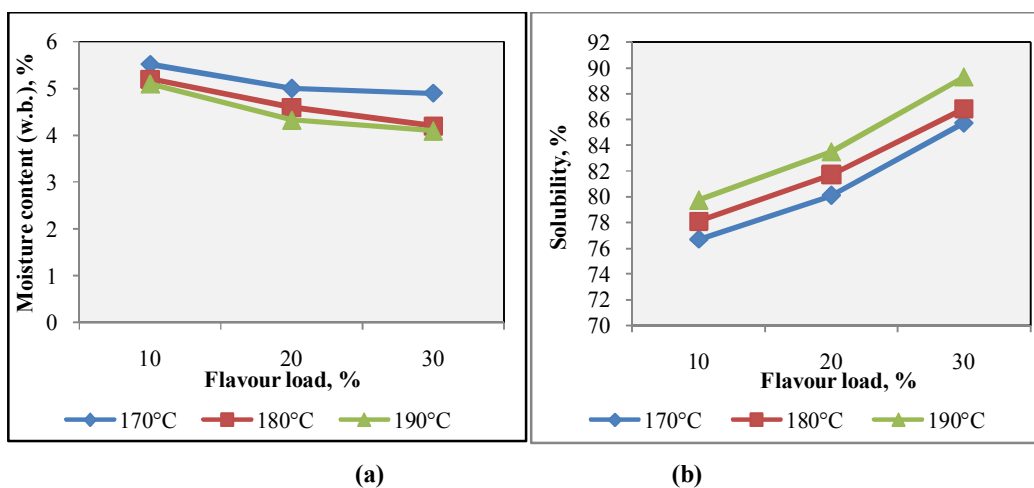 Moisture content (w.b.), %
6
5
4
3
2
1
0
10 20 30
Flavour load, %
170°C 180°C 190°C
(a)
Solubility, %
92
90
88
86
84
82
80
78
76
74
72
70
10 20 30
Flavour load, %
170°C 180°C 190°C
(b)